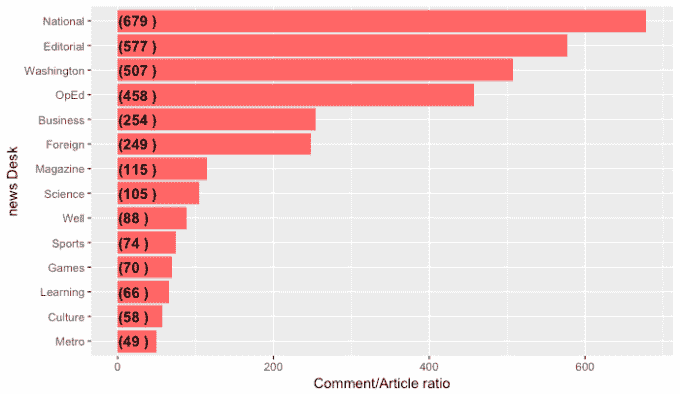 National (679 )
Editorial (577 )
Washington (507 )
OpEd (458 )
Business (254 )
Foreign (249 )
Magazine (115 )
Science (105 )
Well (88 )
Sports (74 )
Games (70 )
Learning (66 )
Culture (58 )
Metro (49 )
news Desk
0 200 400 600
Comment/Article ratio